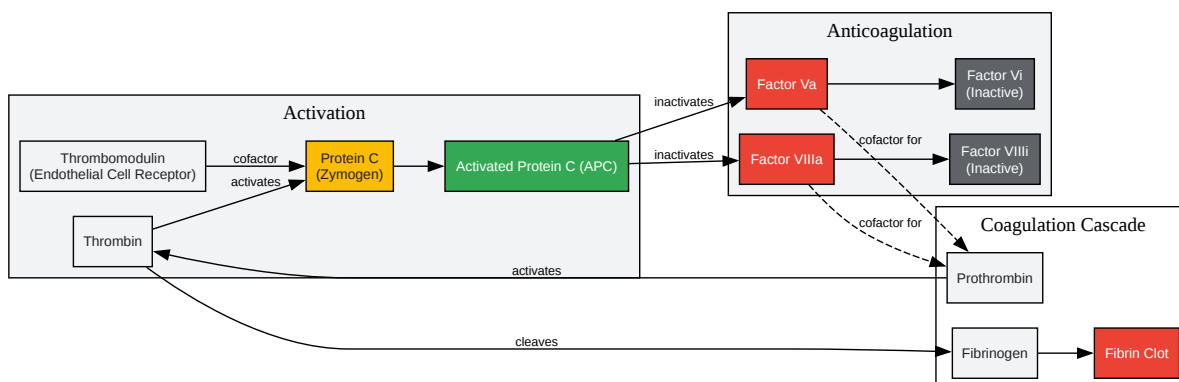 Anticoagulation
Factor Va
Factor Vi
(Inactive)
inactivates
Activation
cofactor for
Thrombomodulin
(Endothelial Cell Receptor)
cofactor
Protein C
(Zymogen)
Activated Protein C (APC)
inactivates
Factor VIIIa
Factor VIIIi
(Inactive)
activates
Thrombin
cofactor for
Coagulation Cascade
activates
Prothrombin
cleaves
Fibrinogen
Fibrin Clot